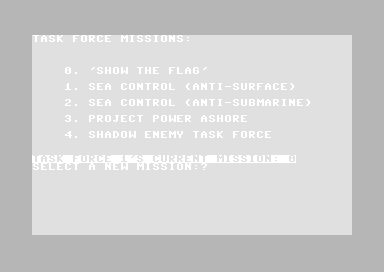 TASK FORCE MISSIONS:
0. 'SHOW THE FLAG'
1. SEA CONTROL (ANTI-SURFACE)
2. SEA CONTROL (ANTI-SUBMARINE)
3. PROJECT POWER ASHORE
4. SHADOW ENEMY TASK FORCE
TASK FORCE 1'S CURRENT MISSION: 0
SELECT A NEW MISSION:?